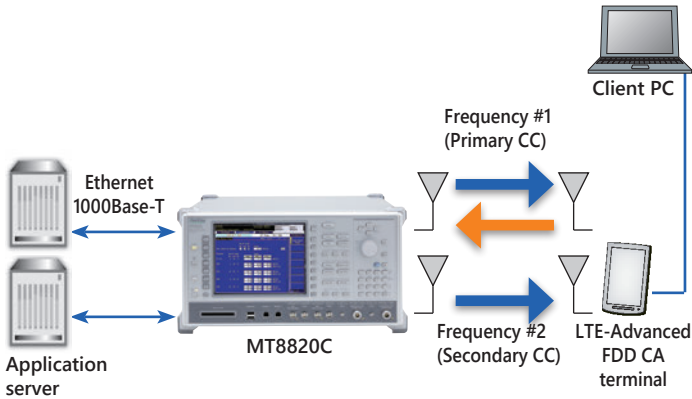 Client PC
Frequency #1
(Primary CC)
Ethernet
1000Base-T
MT8820C
Frequency #2
(Secondary CC)
LTE-Advanced
FDD CA
terminal
Application
server